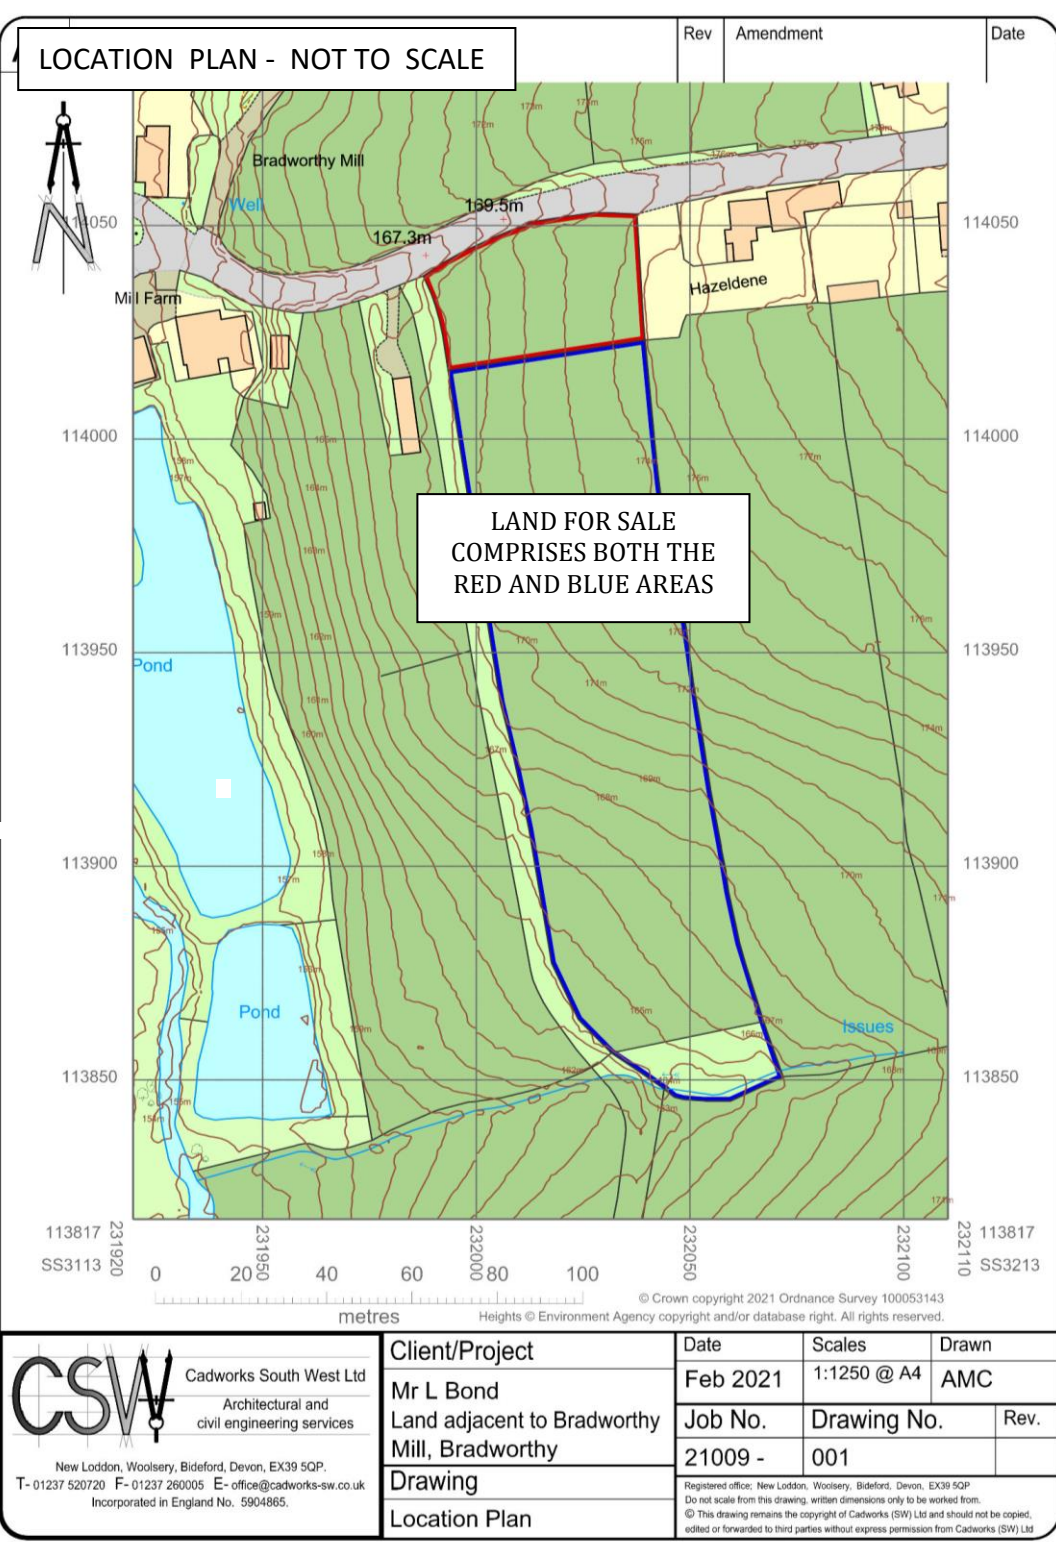 LOCATION PLAN - NOT TO SCALE
Rev
Amendment
Date
N
Bradworthy Mill
Well
169.5m
167.3m
Mill Farm
Hazeldene
114050
114050
114000
114000
LAND FOR SALE
COMPRISES BOTH THE
RED AND BLUE AREAS
113950
113950
Pond
113900
113900
Pond
Issues
113850
113850
113817
SS3113
231920
231950
232000
232050
232100
232110
113817
SS3213
0 20 40 60 80 100
metres
© Crown copyright 2021 Ordnance Survey 100053143
Heights © Environment Agency copyright and/or database right. All rights reserved.
CSW
Cadworks South West Ltd
Architectural and
civil engineering services
New Loddon, Woolsery, Bideford, Devon, EX39 5QP.
T- 01237 520720 F- 01237 260005 E- office@cadworks-sw.co.uk
Incorporated in England No. 5904865.
Client/Project
Mr L Bond
Land adjacent to Bradworthy
Mill, Bradworthy
Drawing
Location Plan
Date
Feb 2021
Scales
1:1250 @ A4
Drawn
AMC
Job No.
21009 -
Drawing No.
001
Rev.
Registered office; New Loddon, Woolsery, Bideford, Devon, EX39 5QP
Do not scale from this drawing, written dimensions only to be worked from.
© This drawing remains the copyright of Cadworks (SW) Ltd and should not be copied,
edited or forwarded to third parties without express permission from Cadworks (SW) Ltd